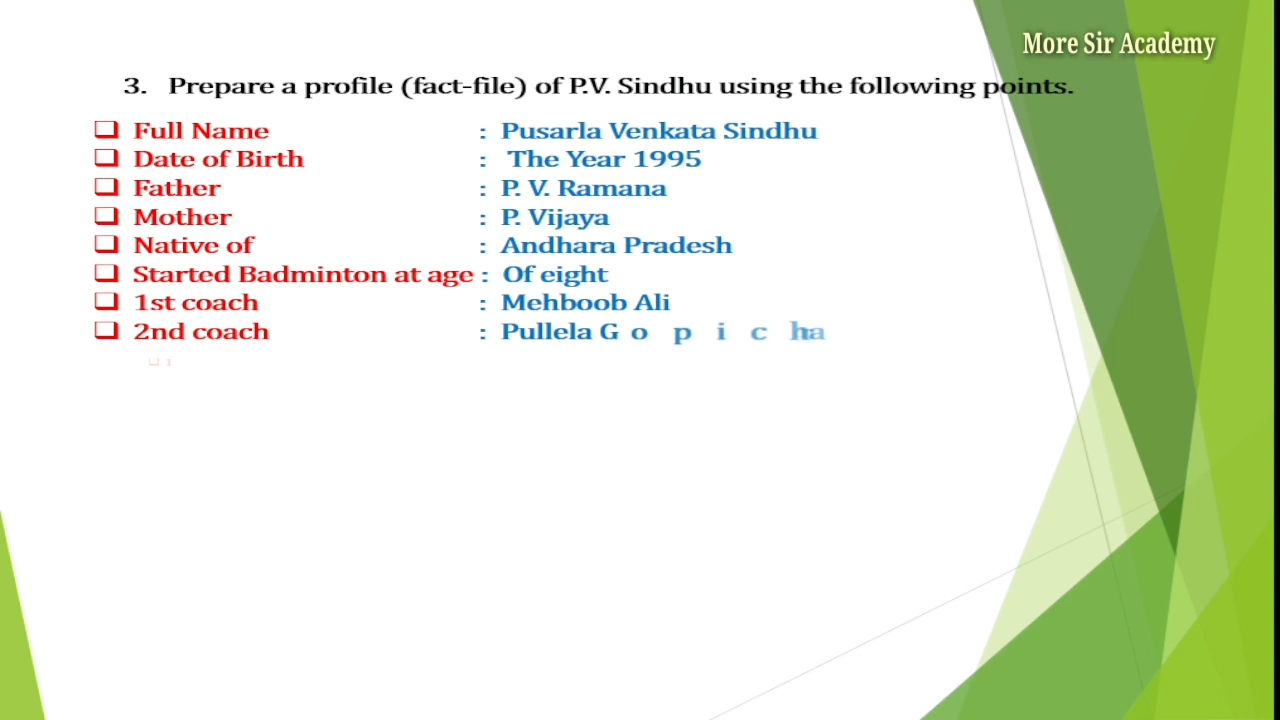 More Sir Academy
3. Prepare a profile (fact-file) of P.V. Sindhu using the following points.
Full Name : Pusarla Venkata Sindhu
Date of Birth : The Year 1995
Father : P. V. Ramana
Mother : P. Vijaya
Native of : Andhara Pradesh
Started Badminton at age : Of eight
1st coach : Mehboob Ali
2nd coach : Pullela